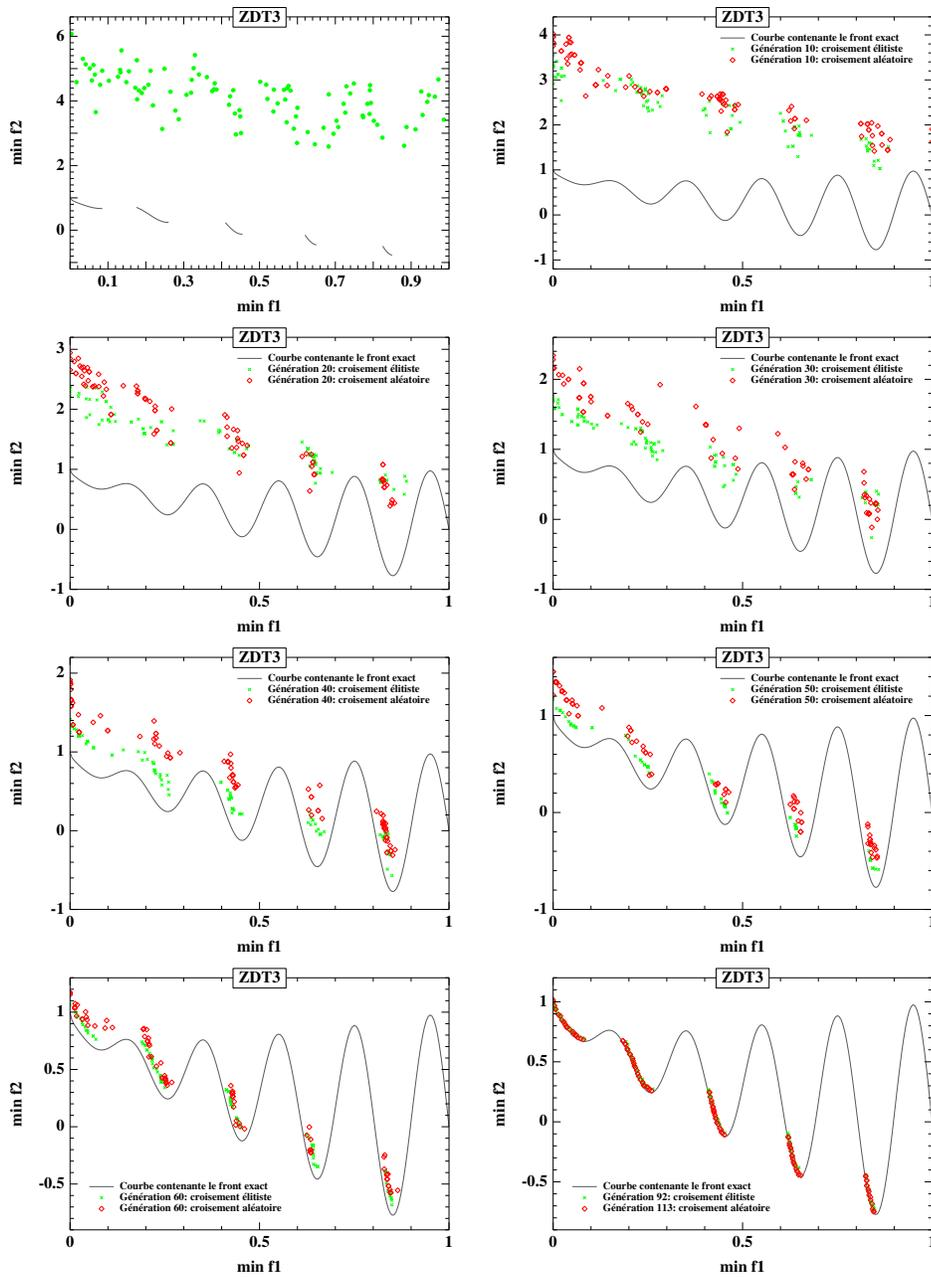 ZDT3
6
4
2
0
min f2
0.1 0.3 0.5 0.7 0.9
min f1
ZDT3
Courbe contenante le front exact
Génération 10: croisement élitiste
Génération 10: croisement aléatoire
4
3
2
1
0
-1
min f2
0 0.5 1
min f1
ZDT3
Courbe contenante le front exact
Génération 20: croisement élitiste
Génération 20: croisement aléatoire
3
2
1
0
-1
min f2
0 0.5 1
min f1
ZDT3
Courbe contenante le front exact
Génération 30: croisement élitiste
Génération 30: croisement aléatoire
2
1
0
-1
min f2
0 0.5 1
min f1
ZDT3
Courbe contenante le front exact
Génération 40: croisement élitiste
Génération 40: croisement aléatoire
2
1
0
-1
min f2
0 0.5 1
min f1
ZDT3
Courbe contenante le front exact
Génération 50: croisement élitiste
Génération 50: croisement aléatoire
1
0
-1
min f2
0 0.5 1
min f1
ZDT3
1
0.5
0
-0.5
min f2
Courbe contenante le front exact
Génération 60: croisement élitiste
Génération 60: croisement aléatoire
0 0.5 1
min f1
ZDT3
1
0.5
0
-0.5
min f2
Courbe contenante le front exact
Génération 92: croisement élitiste
Génération 113: croisement aléatoire
0 0.5 1
min f1